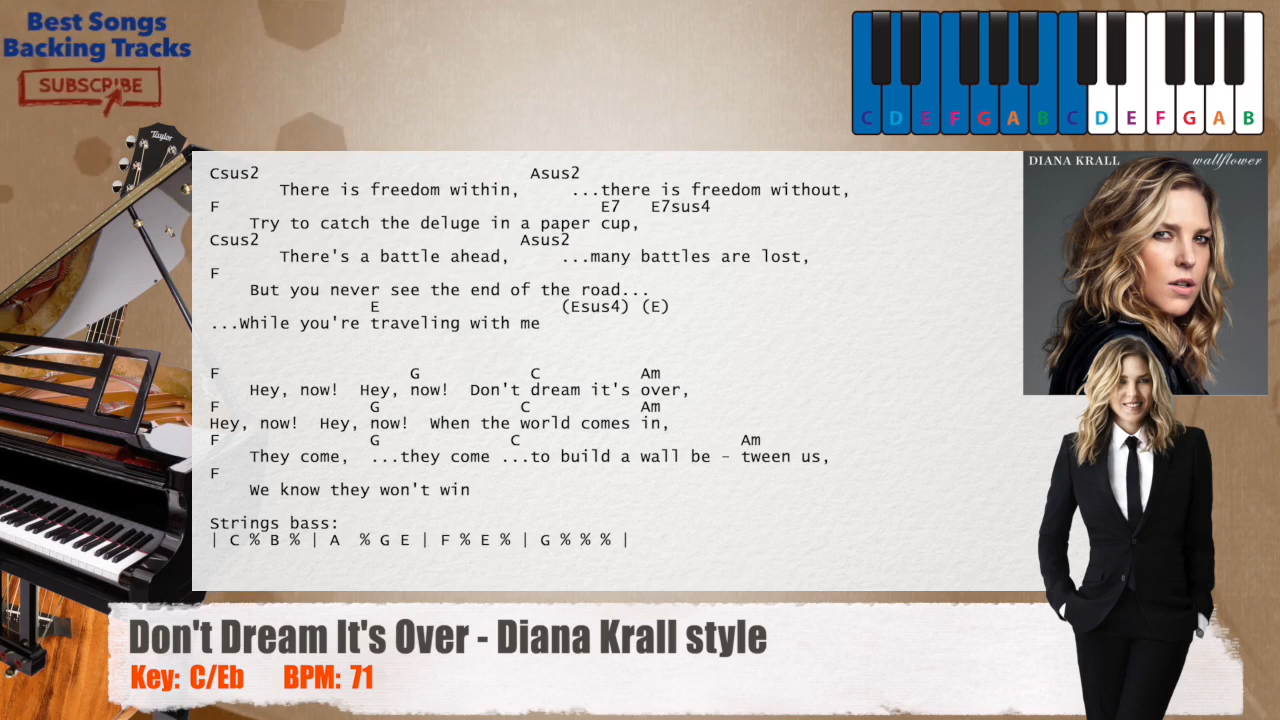 Best Songs
Backing Tracks
SUBSCRIBE
C D E F G A B C D E F G A B
Taylor
DIANA KRALL wallflower
Csus2 Asus2
There is freedom within, ...there is freedom without,
F E7 E7sus4
Try to catch the deluge in a paper cup,
Csus2 Asus2
There's a battle ahead, ...many battles are lost,
F
But you never see the end of the road...
E (Esus4) (E)
...While you're traveling with me
F G C Am
Hey, now! Hey, now! Don't dream it's over,
F G C Am
Hey, now! Hey, now! When the world comes in,
F G C Am
They come, ...they come ...to build a wall be - tween us,
F
We know they won't win
Strings bass:
| C % B % | A % G E | F % E % | G % % % |
Don't Dream It's Over - Diana Krall style
Key: C/Eb BPM: 71